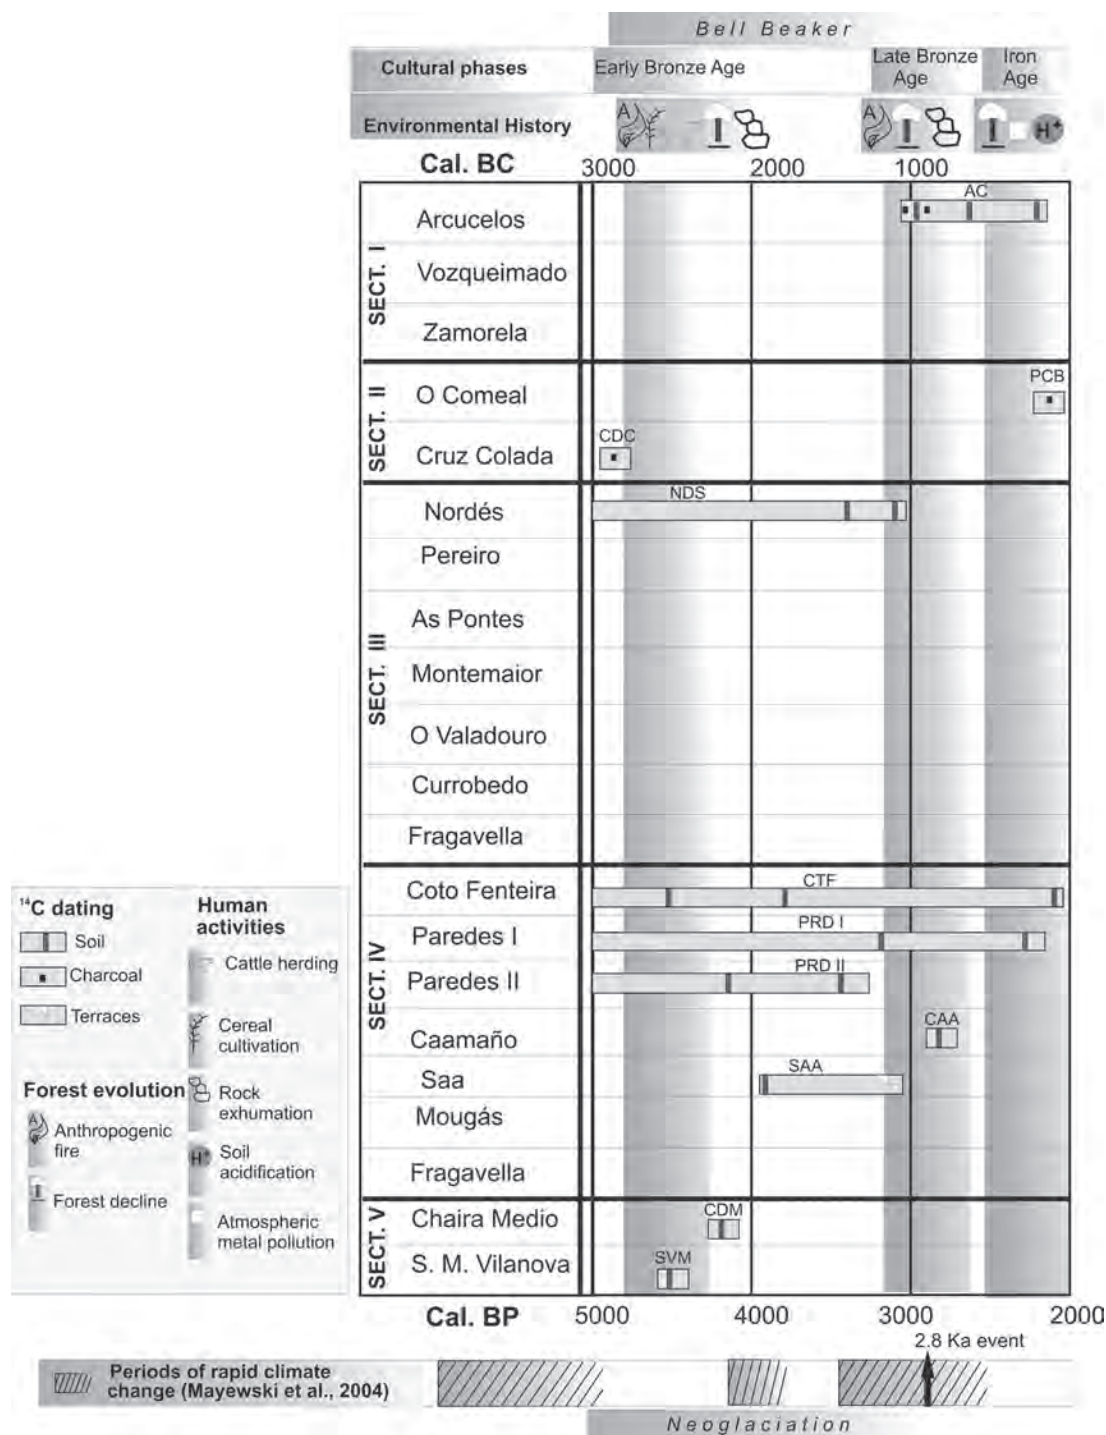 Bell Beaker
Cultural phases
Early Bronze Age
Late Bronze
Age
Iron
Age
Environmental History
A
A
H+
Cal. BC
3000
2000
1000
SECT. I
Arcucelos
AC
Vozqueimado
Zamorela
SECT. II
O Comeal
PCB
Cruz Colada
CDC
SECT. III
Nordés
NDS
Pereiro
As Pontes
Montemaior
O Valadouro
Currobedo
Fragavella
SECT. IV
Coto Fenteira
CTF
Paredes I
PRD I
Paredes II
PRD II
Caamaño
CAA
Saa
SAA
Mougás
Fragavella
SECT. V
Chaira Medio
CDM
S. M. Vilanova
SVM
Cal. BP
5000
4000
3000
2000
2.8 Ka event
Periods of rapid climate
change (Mayewski et al., 2004)
Neoglaciation
14C dating
Soil
Charcoal
Terraces
Forest evolution
A
Anthropogenic
fire
Forest decline
Human
activities
Cattle herding
Cereal
cultivation
Rock
exhumation
H+
Soil
acidification
Atmospheric
metal pollution